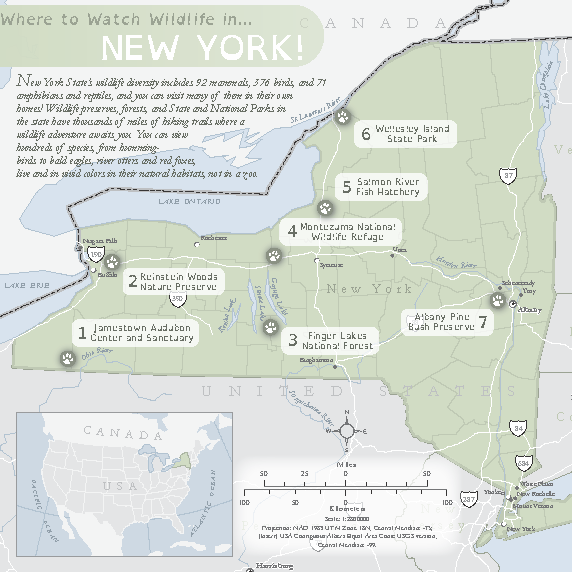 Where to Watch Wildlife in...
NEW YORK!
CANADA
New York State's wildlife diversity includes 92 mammals, 376 birds, and 71
amphibians and reptiles, and you can visit many of them in their own
homes! Wildlife preserves, forests, and State and National Parks in
the state have thousands of miles of hiking trails where a
wildlife adventure awaits you. You can view
hundreds of species, from humming-
birds to bald eagles, river otters and red foxes,
live and in vivid colors in their natural habitats, not in a zoo.
St Lawrence River
Lake Champlain
6 Wellesley Island
State Park
5 Salmon River
Fish Hatchery
87
LAKE ONTARIO
4 Montezuma National
Wildlife Refuge
Niagara Falls
Rochester
190
Buffalo
Syracuse
Utica
Hudson River
LAKE ERIE
2 Reinstein Woods
Nature Preserve
390
Keuka Lake
Seneca Lake
Cayuga Lake
New York
Schenectady
Troy
Albany
Albany Pine
Bush Preserve 7
1 Jamestown Audubon
Center and Sanctuary
3 Finger Lakes
National Forest
Ohio River
Binghamton
UNITED STATES
Susquehanna River
N
E
S
W
84
684
287
CANADA
USA
PACIFIC OCEAN
ATLANTIC OCEAN
Miles
50 25 0 50
100 50 0 100
Kilometers
Scale: 1:2800000
Projection: NAD 1983 UTM Zone 18N, Central Meridian -75;
(Inset) USA Contiguous Albers Equal Area Conic USGS version,
Central Meridian -96.
White Plains
Yonkers
New Rochelle
Mount Vernon
New York
Harrisburg